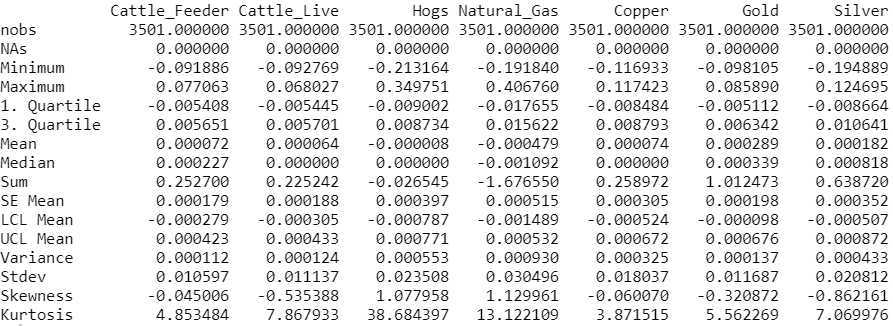 Cattle_Feeder Cattle_Live Hogs Natural_Gas Copper Gold Silver
nobs 3501.000000 3501.000000 3501.000000 3501.000000 3501.000000 3501.000000 3501.000000
NAs 0.000000 0.000000 0.000000 0.000000 0.000000 0.000000 0.000000
Minimum -0.091886 -0.092769 -0.213164 -0.191840 -0.116933 -0.098105 -0.194889
Maximum 0.077063 0.068027 0.349751 0.406760 0.117423 0.085890 0.124695
1. Quartile -0.005408 -0.005445 -0.009002 -0.017655 -0.008484 -0.005112 -0.008664
3. Quartile 0.005651 0.005701 0.008734 0.015622 0.008793 0.006342 0.010641
Mean 0.000072 0.000064 -0.000008 -0.000479 0.000074 0.000289 0.000182
Median 0.000227 0.000000 0.000000 -0.001092 0.000000 0.000339 0.000818
Sum 0.252700 0.225242 -0.026545 -1.676550 0.258972 1.012473 0.638720
SE Mean 0.000179 0.000188 0.000397 0.000515 0.000305 0.000198 0.000352
LCL Mean -0.000279 -0.000305 -0.000787 -0.001489 -0.000524 -0.000098 -0.000507
UCL Mean 0.000423 0.000433 0.000771 0.000532 0.000672 0.000676 0.000872
Variance 0.000112 0.000124 0.000553 0.000930 0.000325 0.000137 0.000433
Stdev 0.010597 0.011137 0.023508 0.030496 0.018037 0.011687 0.020812
Skewness -0.045006 -0.535388 1.077958 1.129961 -0.060070 -0.320872 -0.862161
Kurtosis 4.853484 7.867933 38.684397 13.122109 3.871515 5.562269 7.069976